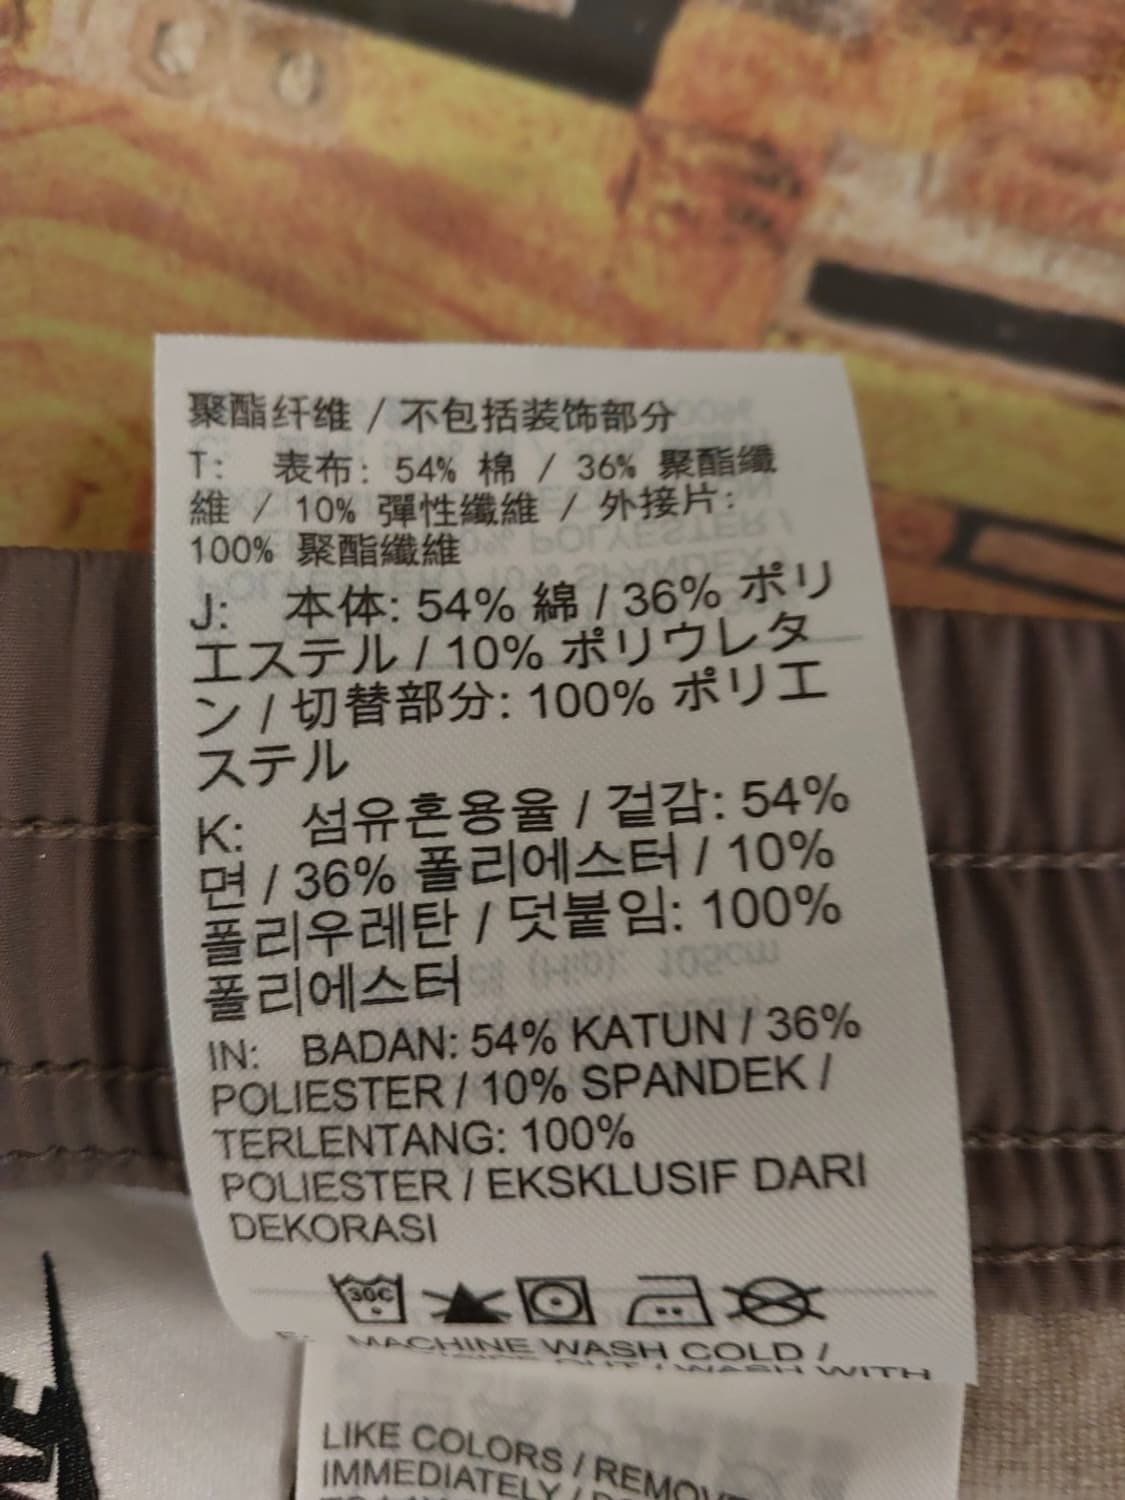 聚酯纤维 / 不包括装饰部分
T: 表布: 54% 棉 / 36% 聚酯纖
維 / 10% 彈性纖維 / 外接片:
100% 聚酯纖維
J: 本体: 54% 綿 / 36% ポリ
エステル / 10% ポリウレタ
ン / 切替部分: 100% ポリエ
ステル
K: 섬유혼용율 / 겉감: 54%
면 / 36% 폴리에스터 / 10%
폴리우레탄 / 덧붙임: 100%
폴리에스터
IN: BADAN: 54% KATUN / 36%
POLIESTER / 10% SPANDEK /
TERLENTANG: 100%
POLIESTER / EKSKLUSIF DARI
DEKORASI
30C
MACHINE WASH COLD /
OUT / WASH WITH
LIKE COLORS / REMOVE
IMMEDIATELY /